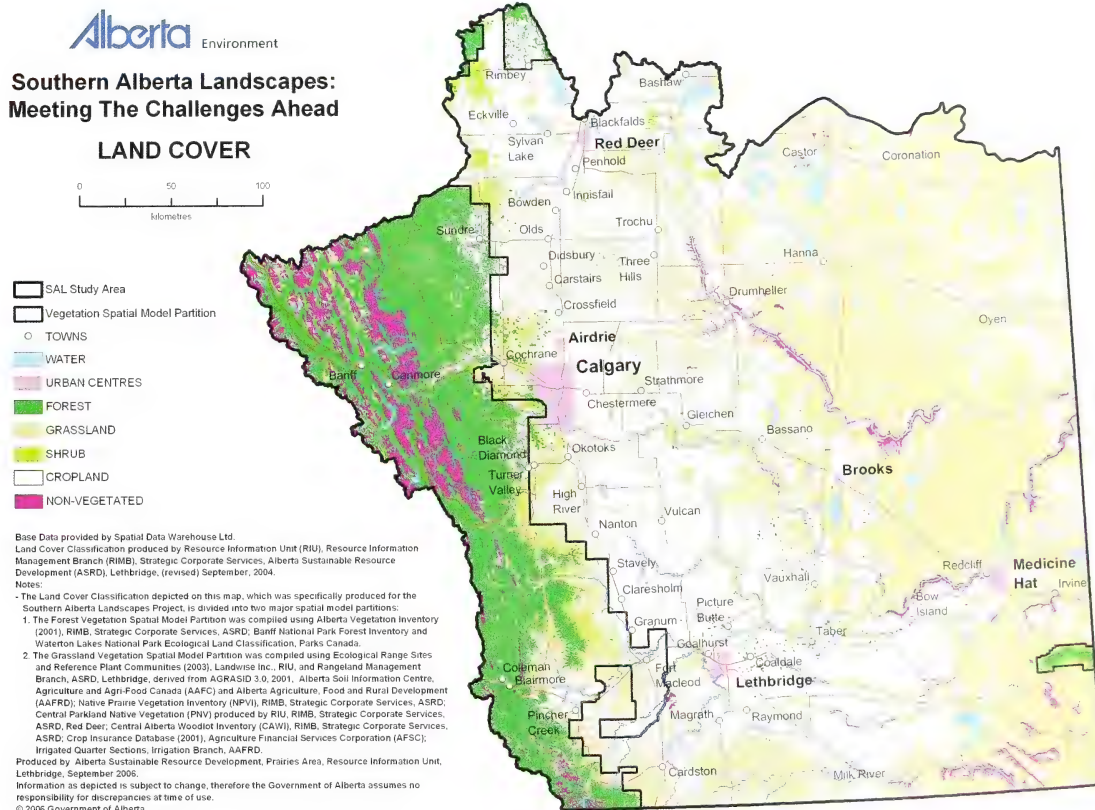 Alberta Environment
Southern Alberta Landscapes:
Meeting The Challenges Ahead
LAND COVER
0 50 100
kilometres
SAL Study Area
Vegetation Spatial Model Partition
TOWNS
WATER
URBAN CENTRES
FOREST
GRASSLAND
SHRUB
CROPLAND
NON-VEGETATED
Base Data provided by Spatial Data Warehouse Ltd.
Land Cover Classification produced by Resource Information Unit (RIU), Resource Information
Management Branch (RIMB), Strategic Corporate Services, Alberta Sustainable Resource
Development (ASRD), Lethbridge, (revised) September, 2004.
Notes:
- The Land Cover Classification depicted on this map, which was specifically produced for the
Southern Alberta Landscapes Project, is divided into two major spatial model partitions:
1. The Forest Vegetation Spatial Model Partition was compiled using Alberta Vegetation Inventory
(2001), RIMB, Strategic Corporate Services, ASRD; Banff National Park Forest Inventory and
Waterton Lakes National Park Ecological Land Classification, Parks Canada.
2. The Grassland Vegetation Spatial Model Partition was compiled using Ecological Range Sites
and Reference Plant Communities (2003), Landwise Inc., RIU, and Rangeland Management
Branch, ASRD, Lethbridge, derived from AGRASID 3.0, 2001, Alberta Soil Information Centre,
Agriculture and Agri-Food Canada (AAFC) and Alberta Agriculture, Food and Rural Development
(AAFRD); Native Prairie Vegetation Inventory (NPVI), RIMB, Strategic Corporate Services, ASRD;
Central Parkland Native Vegetation (PNV) produced by RIU, RIMB, Strategic Corporate Services,
ASRD, Red Deer; Central Alberta Woodlot Inventory (CAWI), RIMB, Strategic Corporate Services,
ASRD; Crop Insurance Database (2001), Agriculture Financial Services Corporation (AFSC);
Irrigated Quarter Sections, Irrigation Branch, AAFRD.
Produced by Alberta Sustainable Resource Development, Prairies Area, Resource Information Unit,
Lethbridge, September 2006.
Information as depicted is subject to change, therefore the Government of Alberta assumes no
responsibility for discrepancies at time of use.
© 2006 Government of Alberta
Rimbey
Bashaw
Eckville
Blackfalds
Sylvan
Lake
Red Deer
Penhold
Castor
Coronation
Innisfail
Bowden
Trochu
Sundre
Olds
Didsbury
Three
Hills
Hanna
Carstairs
Drumheller
Crossfield
Oyen
Airdrie
Cochrane
Calgary
Banff
Canmore
Strathmore
Chestermere
Gleichen
Bassano
Black
Diamond
Okotoks
Turner
Valley
Brooks
High
River
Vulcan
Nanton
Stavely
Vauxhall
Redcliff
Medicine
Hat
Irvine
Claresholm
Picture
Butte
Bow
Island
Granum
Taber
Coalhurst
Coaldale
Coleman
Blairmore
Fort
Macleod
Lethbridge
Pincher
Creek
Magrath
Raymond
Cardston
Milk River